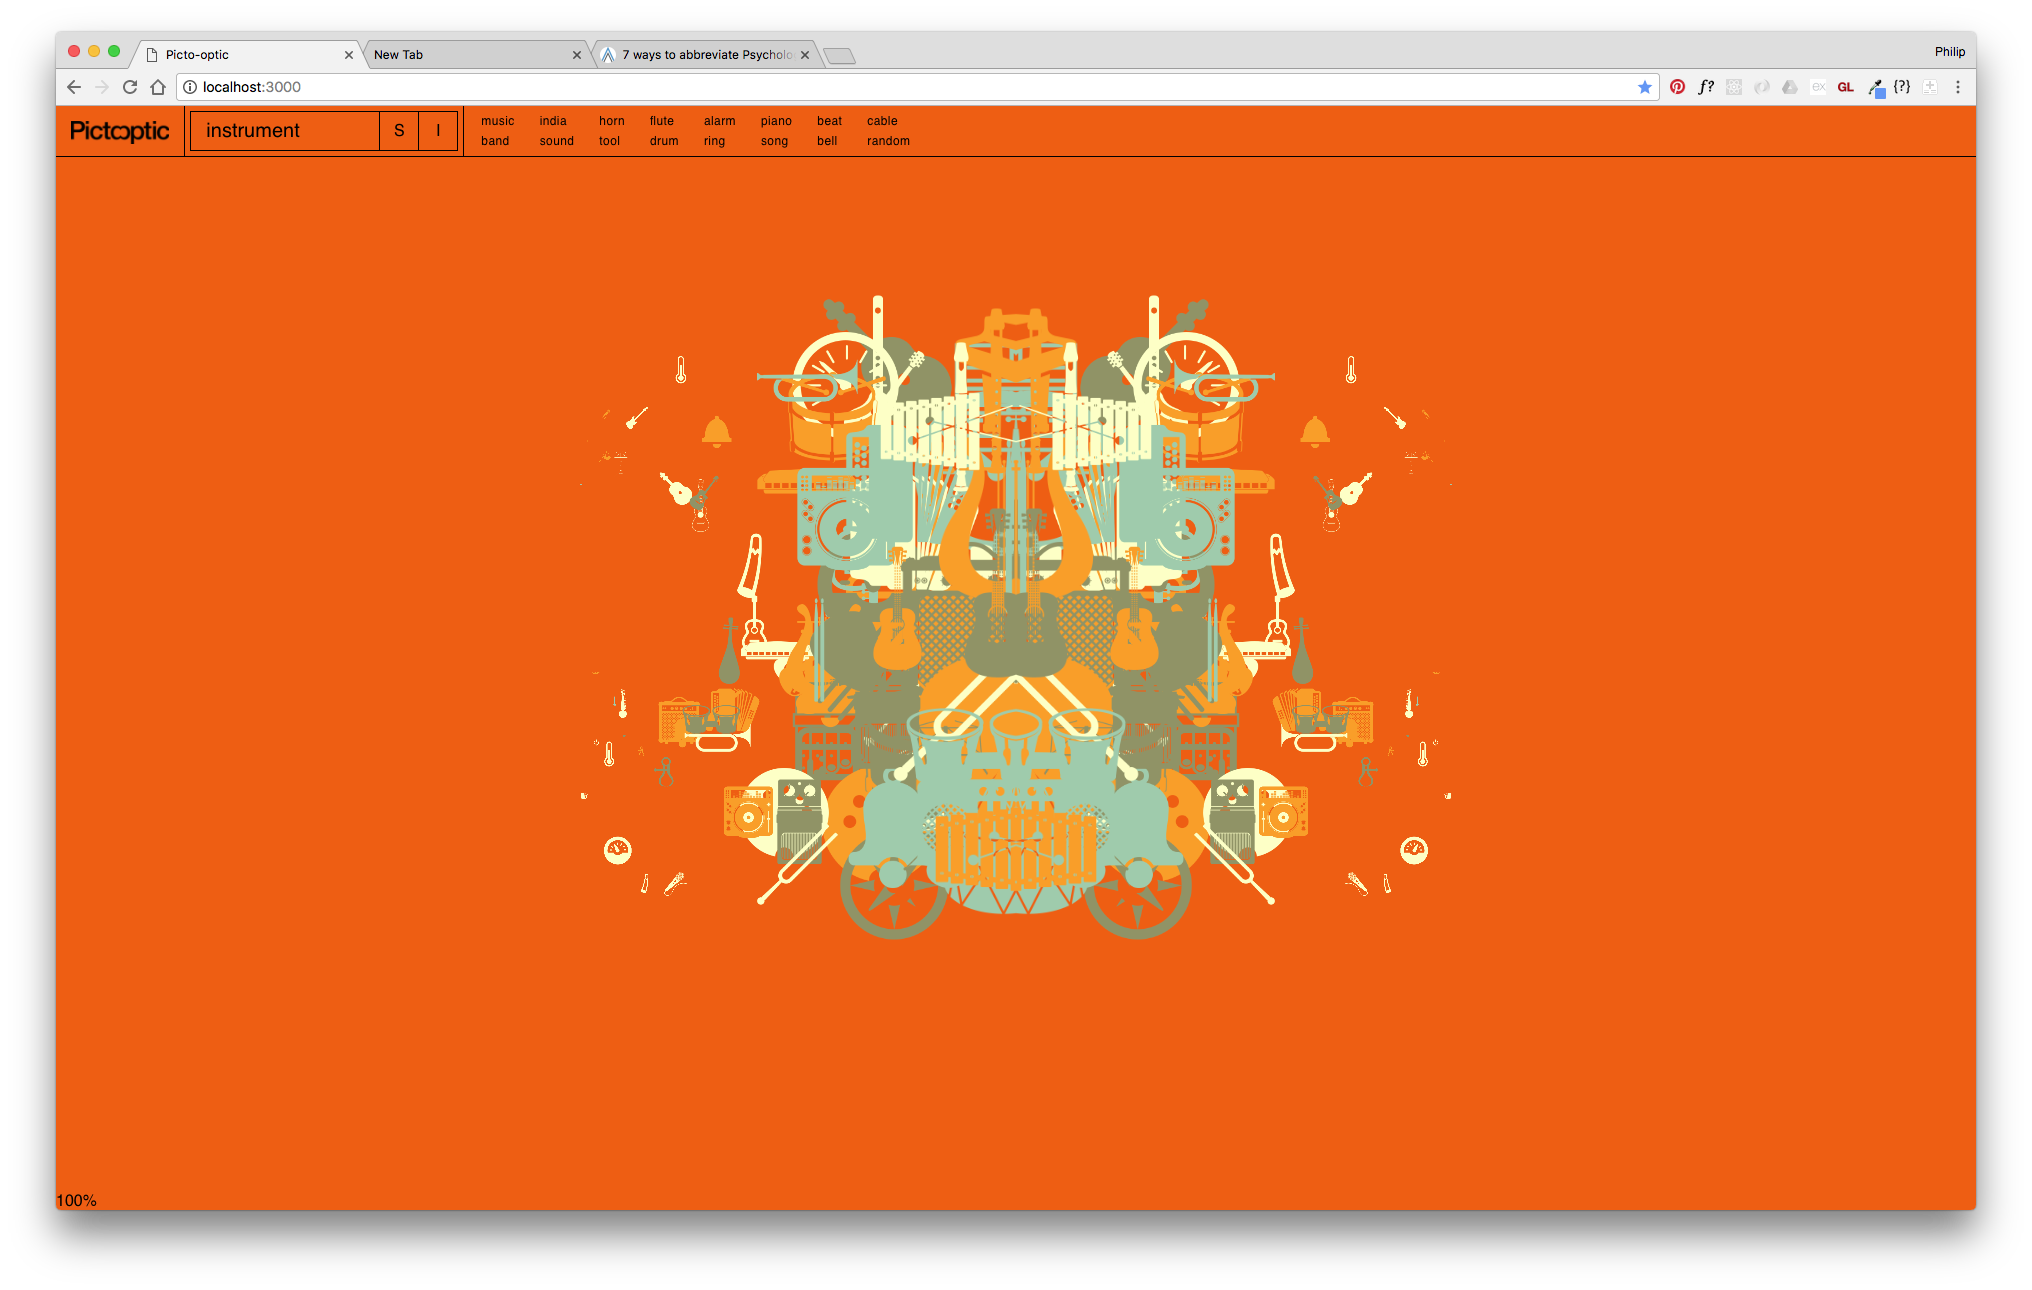 Picto-optic
New Tab
7 ways to abbreviate Psycholo
Philip
localhost:3000
f?
ex
GL
{?}
Pictooptic
instrument
S
I
music india horn flute alarm piano beat cable
band sound tool drum ring song bell random
100%